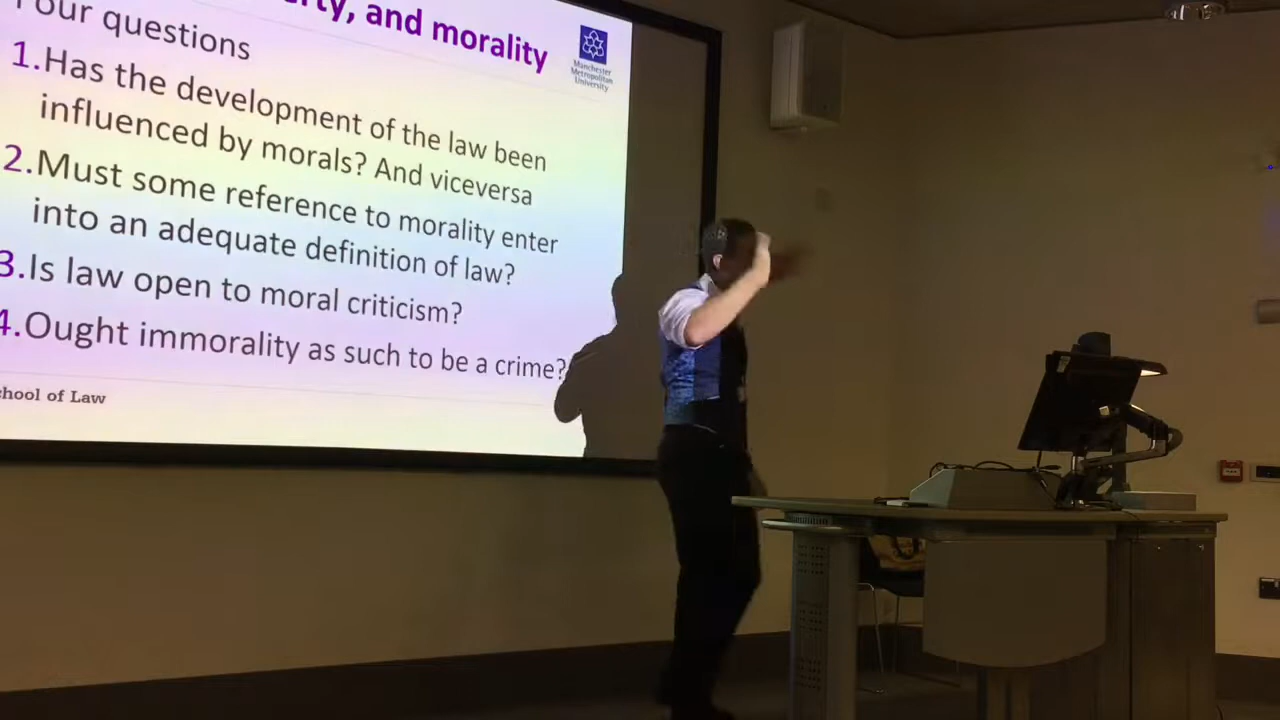 and morality
Four questions
1.Has the development of the law been
influenced by morals? And viceversa
2.Must some reference to morality enter
into an adequate definition of law?
3.Is law open to moral criticism?
4.Ought immorality as such to be a crime?
School of Law
Manchester
Metropolitan
University